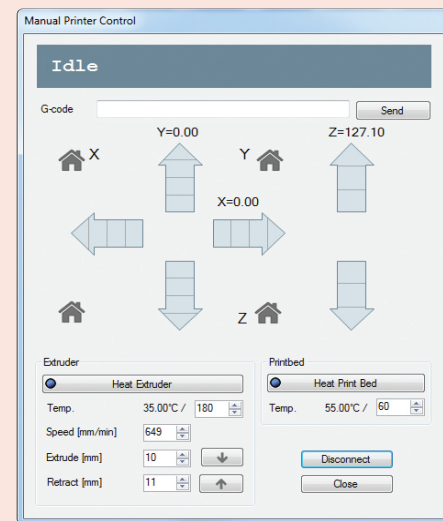 Manual Printer Control
Idle
G-code
Send
Y=0.00 Z=127.10
X Y
X=0.00
Z
Extruder
Heat Extruder
Temp. 35.00°C / 180
Speed [mm/min] 649
Extrude [mm] 10
Retract [mm] 11
Printbed
Heat Print Bed
Temp. 55.00°C / 60
Disconnect
Close